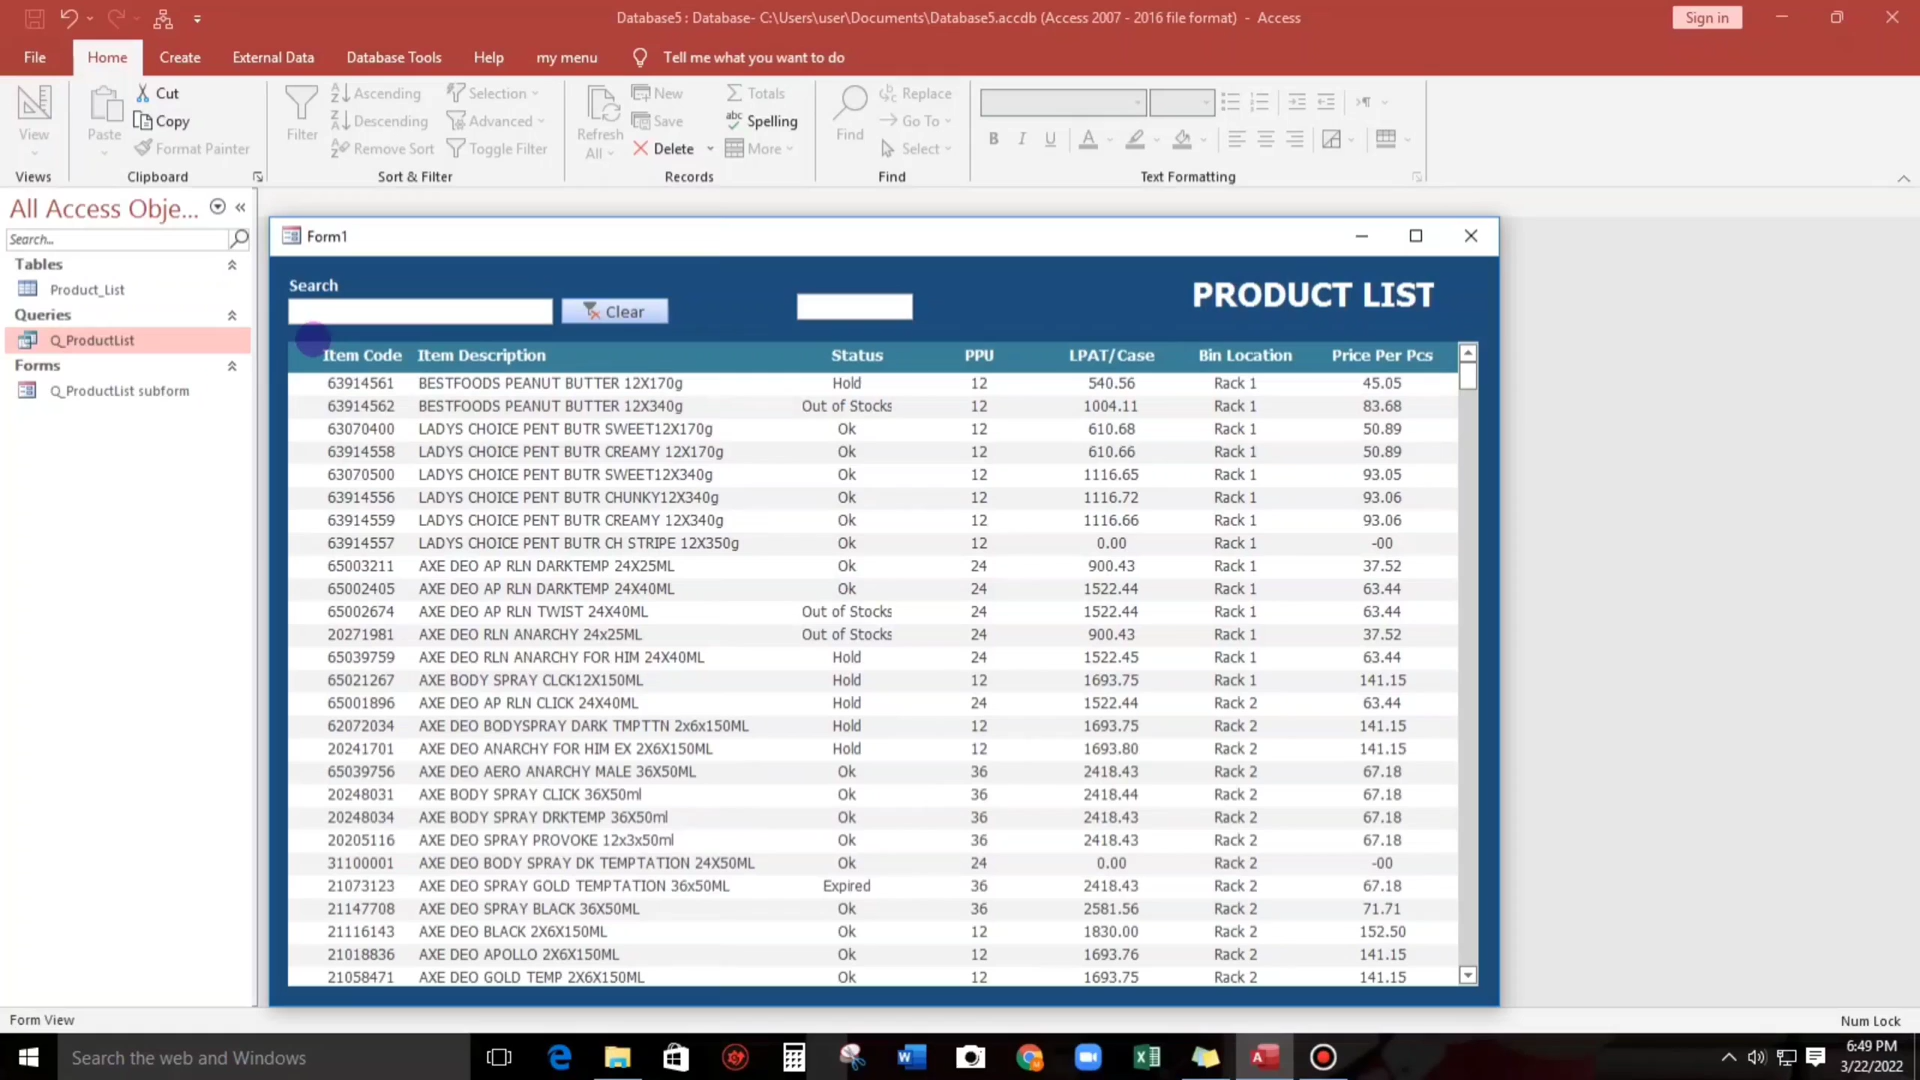 Database5 : Database- C:\Users\user\Documents\Database5.accdb (Access 2007 - 2016 file format) - Access
Sign in
File Home Create External Data Database Tools Help my menu Tell me what you want to do
View
Views
Paste
Cut
Copy
Format Painter
Clipboard
Filter
Ascending
Descending
Remove Sort
Selection
Advanced
Toggle Filter
Sort & Filter
Refresh
All
New
Save
Delete
Totals
Spelling
More
Records
Find
Replace
Go To
Select
Find
B I U A
Text Formatting
All Access Obje...
Search...
Tables
Product_List
Queries
Q_ProductList
Forms
Q_ProductList subform
Form1
Search
Clear
PRODUCT LIST
Item Code Item Description Status PPU LPAT/Case Bin Location Price Per Pcs
63914561 BESTFOODS PEANUT BUTTER 12X170g Hold 12 540.56 Rack 1 45.05
63914562 BESTFOODS PEANUT BUTTER 12X340g Out of Stocks 12 1004.11 Rack 1 83.68
63070400 LADYS CHOICE PENT BUTR SWEET12X170g Ok 12 610.68 Rack 1 50.89
63914558 LADYS CHOICE PENT BUTR CREAMY 12X170g Ok 12 610.66 Rack 1 50.89
63070500 LADYS CHOICE PENT BUTR SWEET12X340g Ok 12 1116.65 Rack 1 93.05
63914556 LADYS CHOICE PENT BUTR CHUNKY12X340g Ok 12 1116.72 Rack 1 93.06
63914559 LADYS CHOICE PENT BUTR CREAMY 12X340g Ok 12 1116.66 Rack 1 93.06
63914557 LADYS CHOICE PENT BUTR CH STRIPE 12X350g Ok 12 0.00 Rack 1 -00
65003211 AXE DEO AP RLN DARKTEMP 24X25ML Ok 24 900.43 Rack 1 37.52
65002405 AXE DEO AP RLN DARKTEMP 24X40ML Ok 24 1522.44 Rack 1 63.44
65002674 AXE DEO AP RLN TWIST 24X40ML Out of Stocks 24 1522.44 Rack 1 63.44
20271981 AXE DEO RLN ANARCHY 24x25ML Out of Stocks 24 900.43 Rack 1 37.52
65039759 AXE DEO RLN ANARCHY FOR HIM 24X40ML Hold 24 1522.45 Rack 1 63.44
65021267 AXE BODY SPRAY CLCK12X150ML Hold 12 1693.75 Rack 1 141.15
65001896 AXE DEO AP RLN CLICK 24X40ML Hold 24 1522.44 Rack 2 63.44
62072034 AXE DEO BODYSPRAY DARK TMPTTN 2x6x150ML Hold 12 1693.75 Rack 2 141.15
20241701 AXE DEO ANARCHY FOR HIM EX 2X6X150ML Hold 12 1693.80 Rack 2 141.15
65039756 AXE DEO AERO ANARCHY MALE 36X50ML Ok 36 2418.43 Rack 2 67.18
20248031 AXE BODY SPRAY CLICK 36X50ml Ok 36 2418.44 Rack 2 67.18
20248034 AXE BODY SPRAY DRKTEMP 36X50ml Ok 36 2418.43 Rack 2 67.18
20205116 AXE DEO SPRAY PROVOKE 12x3x50ml Ok 36 2418.43 Rack 2 67.18
31100001 AXE DEO BODY SPRAY DK TEMPTATION 24X50ML Ok 24 0.00 Rack 2 -00
21073123 AXE DEO SPRAY GOLD TEMPTATION 36x50ML Expired 36 2418.43 Rack 2 67.18
21147708 AXE DEO SPRAY BLACK 36X50ML Ok 36 2581.56 Rack 2 71.71
21116143 AXE DEO BLACK 2X6X150ML Ok 12 1830.00 Rack 2 152.50
21018836 AXE DEO APOLLO 2X6X150ML Ok 12 1693.76 Rack 2 141.15
21058471 AXE DEO GOLD TEMP 2X6X150ML Ok 12 1693.75 Rack 2 141.15
Form View
Num Lock
Search the web and Windows
6:49 PM
3/22/2022